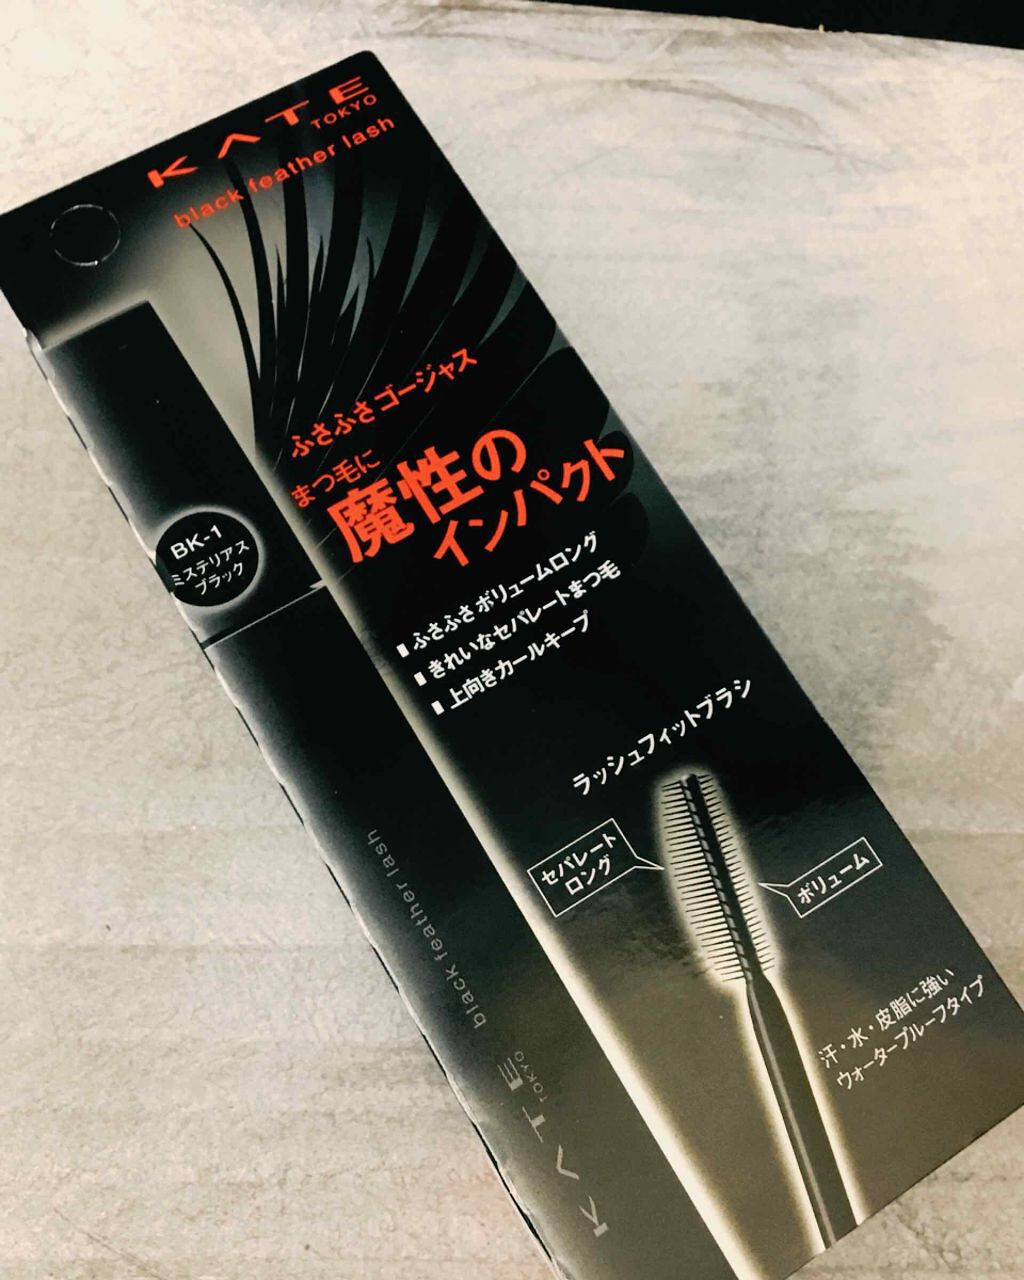 KATE
TOKYO
black feather lash
ふさふさゴージャス
まつ毛に
魔性の
インパクト
BK-1
ミステリアス
ブラック
ふさふさボリュームロング
きれいなセパレートまつ毛
上向きカールキープ
ラッシュフィットブラシ
セパレート
ロング
ボリューム
汗・水・皮脂に強い
ウォータープルーフタイプ
black feather lash
KATE
TOKYO